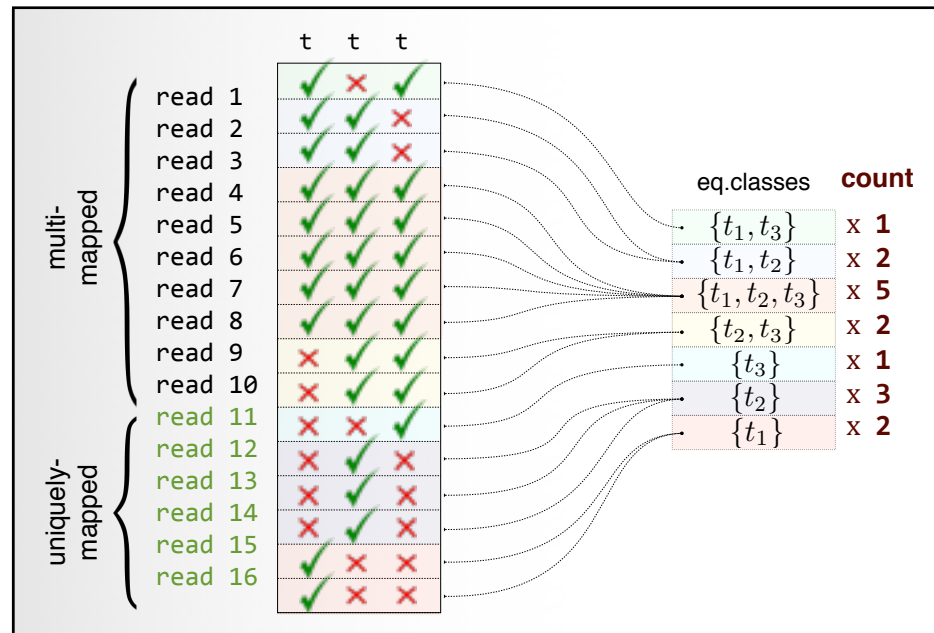 t t t
multi-
mapped
read 1
read 2
read 3
read 4
read 5
read 6
read 7
read 8
read 9
read 10
uniquely-
mapped
read 11
read 12
read 13
read 14
read 15
read 16
eq.classes count
{t₁, t₃} x 1
{t₁, t₂} x 2
{t₁, t₂, t₃} x 5
{t₂, t₃} x 2
{t₃} x 1
{t₂} x 3
{t₁} x 2